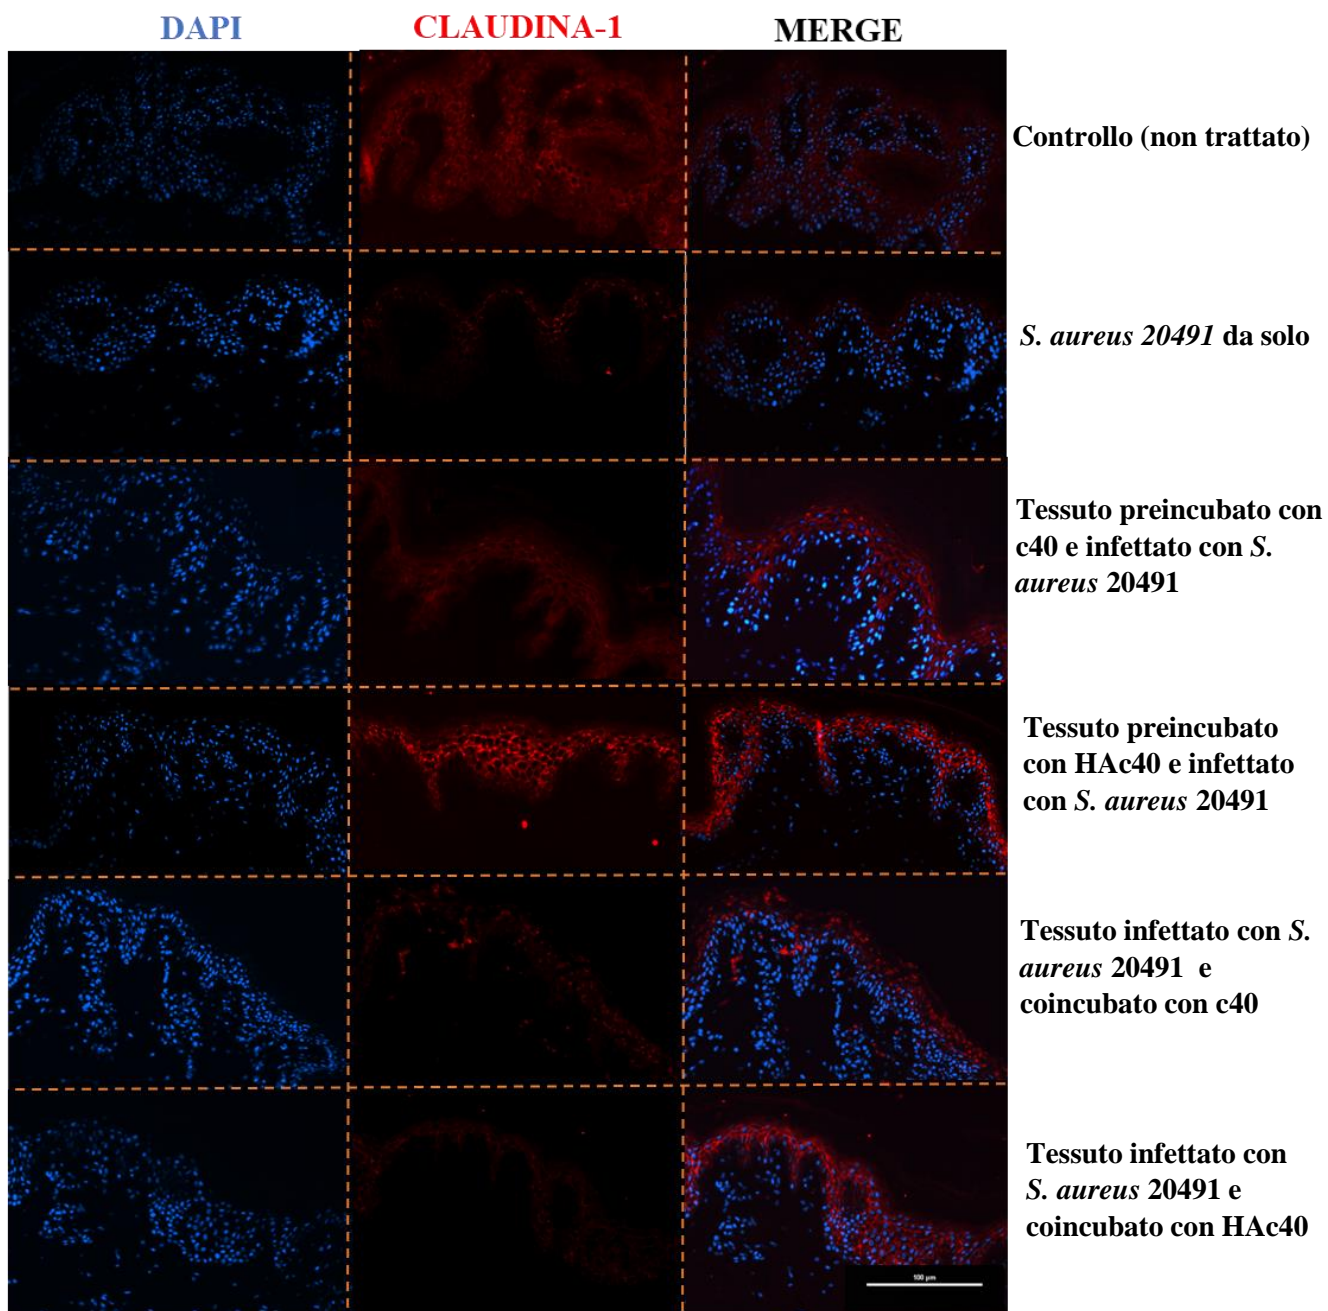 DAPI CLAUDINA-1 MERGE
Controllo (non trattato)
S. aureus 20491 da solo
Tessuto preincubato con
c40 e infettato con S.
aureus 20491
Tessuto preincubato
con HAc40 e infettato
con S. aureus 20491
Tessuto infettato con S.
aureus 20491 e
coincubato con c40
Tessuto infettato con
S. aureus 20491 e
coincubato con HAc40
100 µm